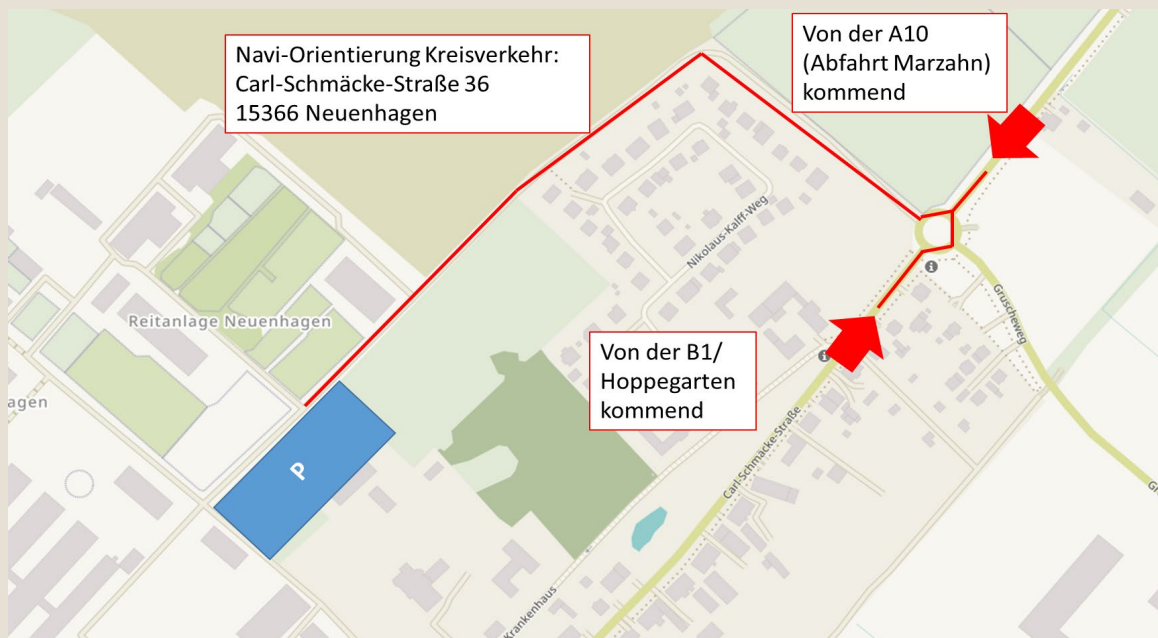 Navi-Orientierung Kreisverkehr:
Carl-Schmäcke-Straße 36
15366 Neuenhagen
Von der A10
(Abfahrt Marzahn)
kommend
Nikolaus-Kalff-Weg
Gruscheweg
Reitanlage Neuenhagen
Von der B1/
Hoppegarten
kommend
agen
P
Carl-Schmäcke-Straße
Krankenhaus